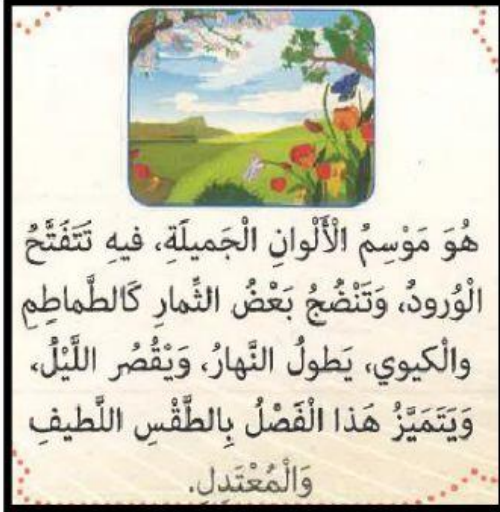 هُوَ مَوْسِمُ الْأَلْوانِ الْجَميلَةِ، فيهِ تَتَفَتَّحُ
الْوُرودُ، وَتَنْضُجُ بَعْضُ الثِّمارِ كَالطَّماطِمِ
والْكيوي، يَطولُ النَّهارُ، وَيَقْصُر اللَّيْلُ،
وَيَتَمَيَّزُ هَذا الْفَصْلُ بِالطَّقْسِ اللَّطيفِ
وَالْمُعْتَدِلِ.